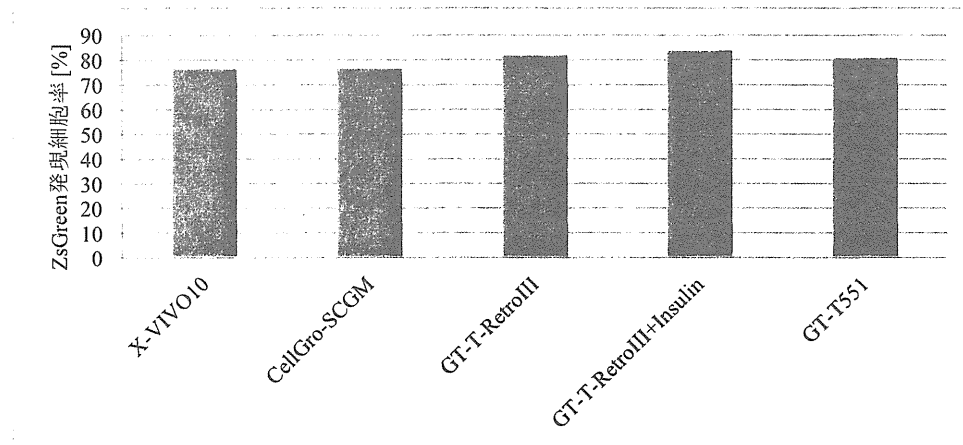 ZsGreen発現細胞率 [%]
90
80
70
60
50
40
30
20
10
0
X-VIVO10
CellGro-SCGM
GT-T-RetroIII
GT-T-RetroIII+Insulin
GT-T551